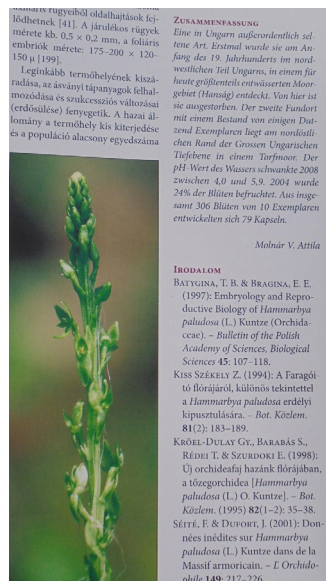 rügyeiből oldalhajtások fej-
lődhetnek [41]. A járulékos rügyek
mérete kb. 0,5 × 0,2 mm, a foliáris
embriók mérete: 175–200 × 120–
150 µ [199].
Leginkább termőhelyének kiszá-
radása, az ásványi tápanyagok felhal-
mozódása és szukcessziós változásai
(erdősülése) fenyegetik. A hazai ál-
lomány a termőhely kis kiterjedése
és a populáció alacsony egyedszáma
ZUSAMMENFASSUNG
Eine in Ungarn außerordentlich sel-
tene Art. Erstmal wurde sie am An-
fang des 19. Jahrhunderts im nord-
westlichen Teil Ungarns, in einem für
heute größtenteils entwässerten Moor-
gebiet (Hanság) entdeckt. Von hier ist
sie ausgestorben. Der zweite Fundort
mit einem Bestand von einigen Dut-
zend Exemplaren liegt am nordöstli-
chen Rand der Grossen Ungarischen
Tiefebene in einem Torfmoor. Der
pH-Wert des Wassers schwankte 2008
zwischen 4,0 und 5,9. 2004 wurde
24% der Blüten befruchtet. Aus insge-
samt 306 Blüten von 10 Exemplaren
entwickelten sich 79 Kapseln.
Molnár V. Attila
IRODALOM
BATYGINA, T. B. & BRAGINA, E. E.
(1997): Embryology and Repro-
ductive Biology of Hammarbya
paludosa (L.) Kuntze (Orchida-
ceae). – Bulletin of the Polish
Academy of Sciences, Biological
Sciences 45: 107–118.
KISS SZÉKELY Z. (1994): A Faragói-
tó flórájáról, különös tekintettel
a Hammarbya paludosa erdélyi
kipusztulására. – Bot. Közlem.
81(2): 183–189.
KRÖEL-DULAY GY., BARABÁS S.,
RÉDEI T. & SZURDOKI E. (1998):
Új orchideafaj hazánk flórájában,
a tőzegorchidea [Hammarbya
paludosa (L.) O. Kuntze]. – Bot.
Közlem. (1995) 82(1–2): 35–38.
SÉITÉ, F. & DUFORT, J. (2001): Don-
nées inédites sur Hammarbya
paludosa (L.) Kuntze dans de la
Massif armoricain. – L'Orchido-
phile 149: 217–226.